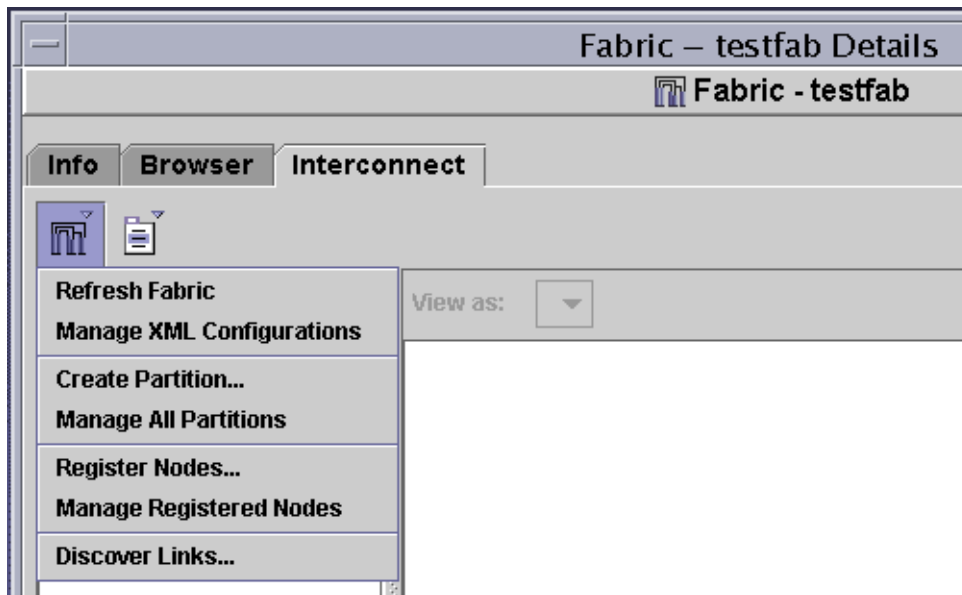 Fabric – testfab Details
Fabric - testfab
Info Browser Interconnect
Refresh Fabric
View as:
Manage XML Configurations
Create Partition...
Manage All Partitions
Register Nodes...
Manage Registered Nodes
Discover Links...